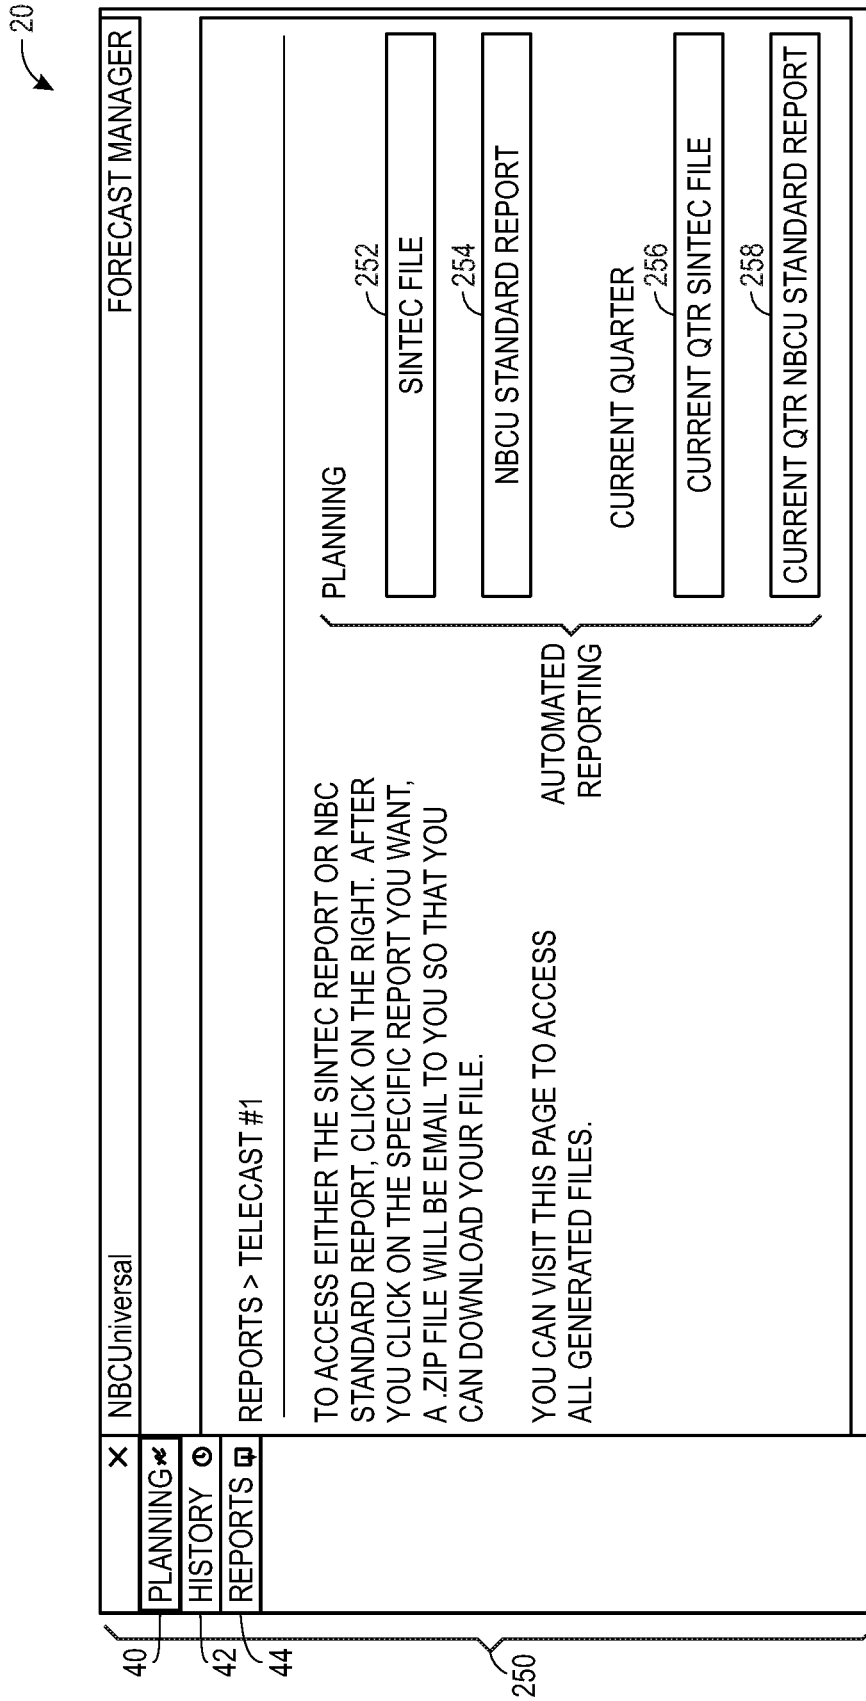 20
NBCUniversal
FORECAST MANAGER
PLANNING
HISTORY
REPORTS
40
42
44
250
REPORTS > TELECAST #1
TO ACCESS EITHER THE SINTEC REPORT OR NBC
STANDARD REPORT, CLICK ON THE RIGHT. AFTER
YOU CLICK ON THE SPECIFIC REPORT YOU WANT,
A .ZIP FILE WILL BE EMAIL TO YOU SO THAT YOU
CAN DOWNLOAD YOUR FILE.
YOU CAN VISIT THIS PAGE TO ACCESS
ALL GENERATED FILES.
AUTOMATED
REPORTING
PLANNING
252
SINTEC FILE
254
NBCU STANDARD REPORT
CURRENT QUARTER
256
CURRENT QTR SINTEC FILE
258
CURRENT QTR NBCU STANDARD REPORT